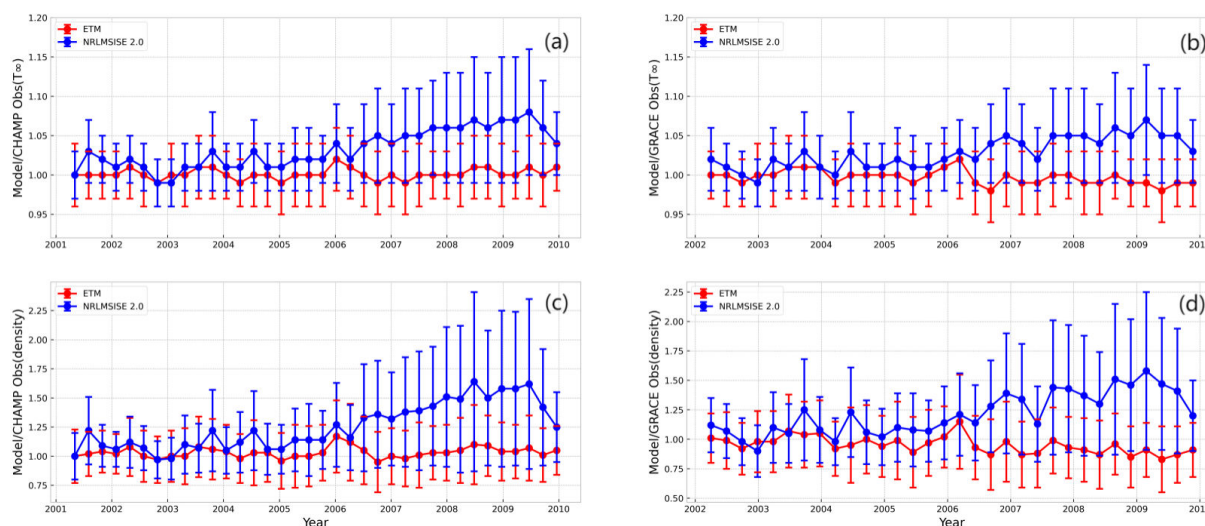 1.20
1.15
1.10
1.05
1.00
0.95
Model/CHAMP Obs(T∞)
ETM
NRLMSISE 2.0
(a)
2001 2002 2003 2004 2005 2006 2007 2008 2009 2010
1.20
1.15
1.10
1.05
1.00
0.95
Model/GRACE Obs(T∞)
ETM
NRLMSISE 2.0
(b)
2002 2003 2004 2005 2006 2007 2008 2009 201
2.25
2.00
1.75
1.50
1.25
1.00
0.75
Model/CHAMP Obs(density)
ETM
NRLMSISE 2.0
(c)
2001 2002 2003 2004 2005 2006 2007 2008 2009 2010
Year
2.25
2.00
1.75
1.50
1.25
1.00
0.75
0.50
Model/GRACE Obs(density)
ETM
NRLMSISE 2.0
(d)
2002 2003 2004 2005 2006 2007 2008 2009 201
Year